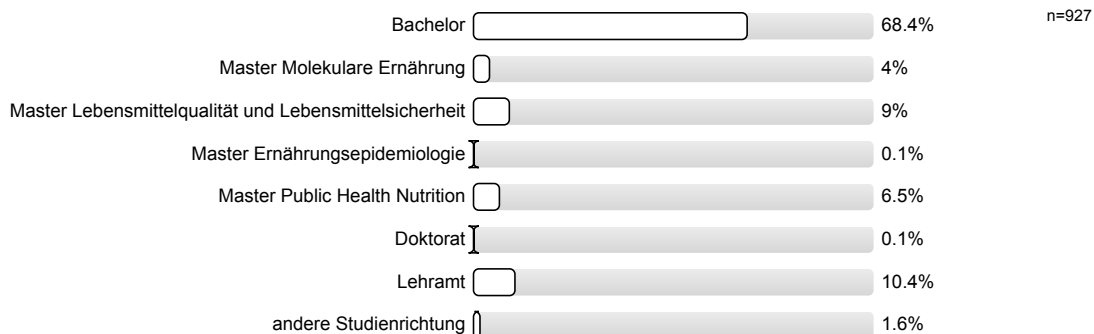 Bachelor 68.4% n=927
Master Molekulare Ernährung 4%
Master Lebensmittelqualität und Lebensmittelsicherheit 9%
Master Ernährungsepidemiologie 0.1%
Master Public Health Nutrition 6.5%
Doktorat 0.1%
Lehramt 10.4%
andere Studienrichtung 1.6%